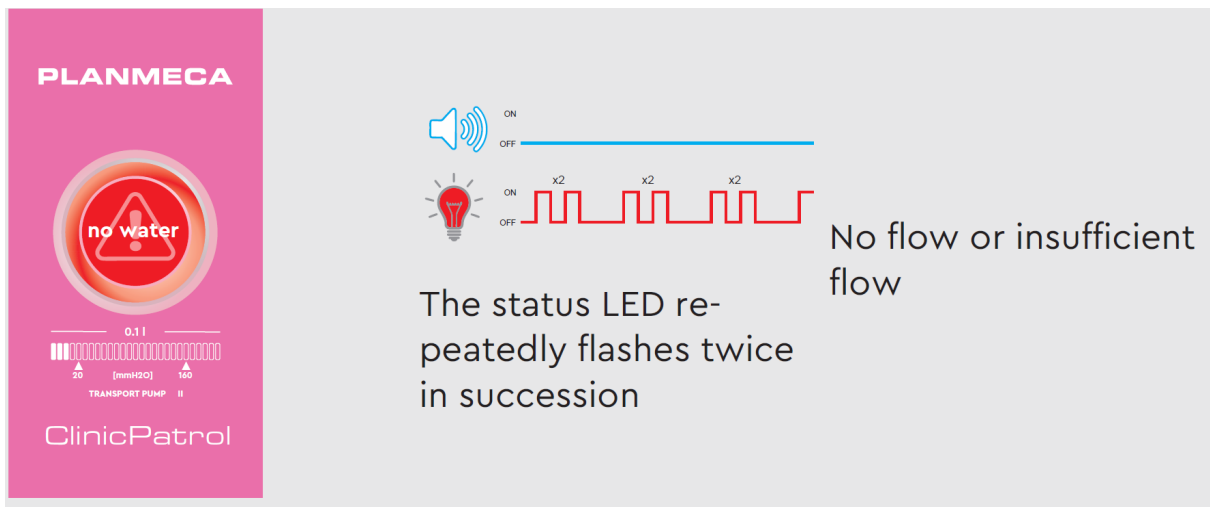 PLANMECA
no water
0.1 l
20 [mmH2O] 160
TRANSPORT PUMP II
ClinicPatrol
ON
OFF
x2 x2 x2
ON
OFF
The status LED re-
peatedly flashes twice
in succession
No flow or insufficient
flow